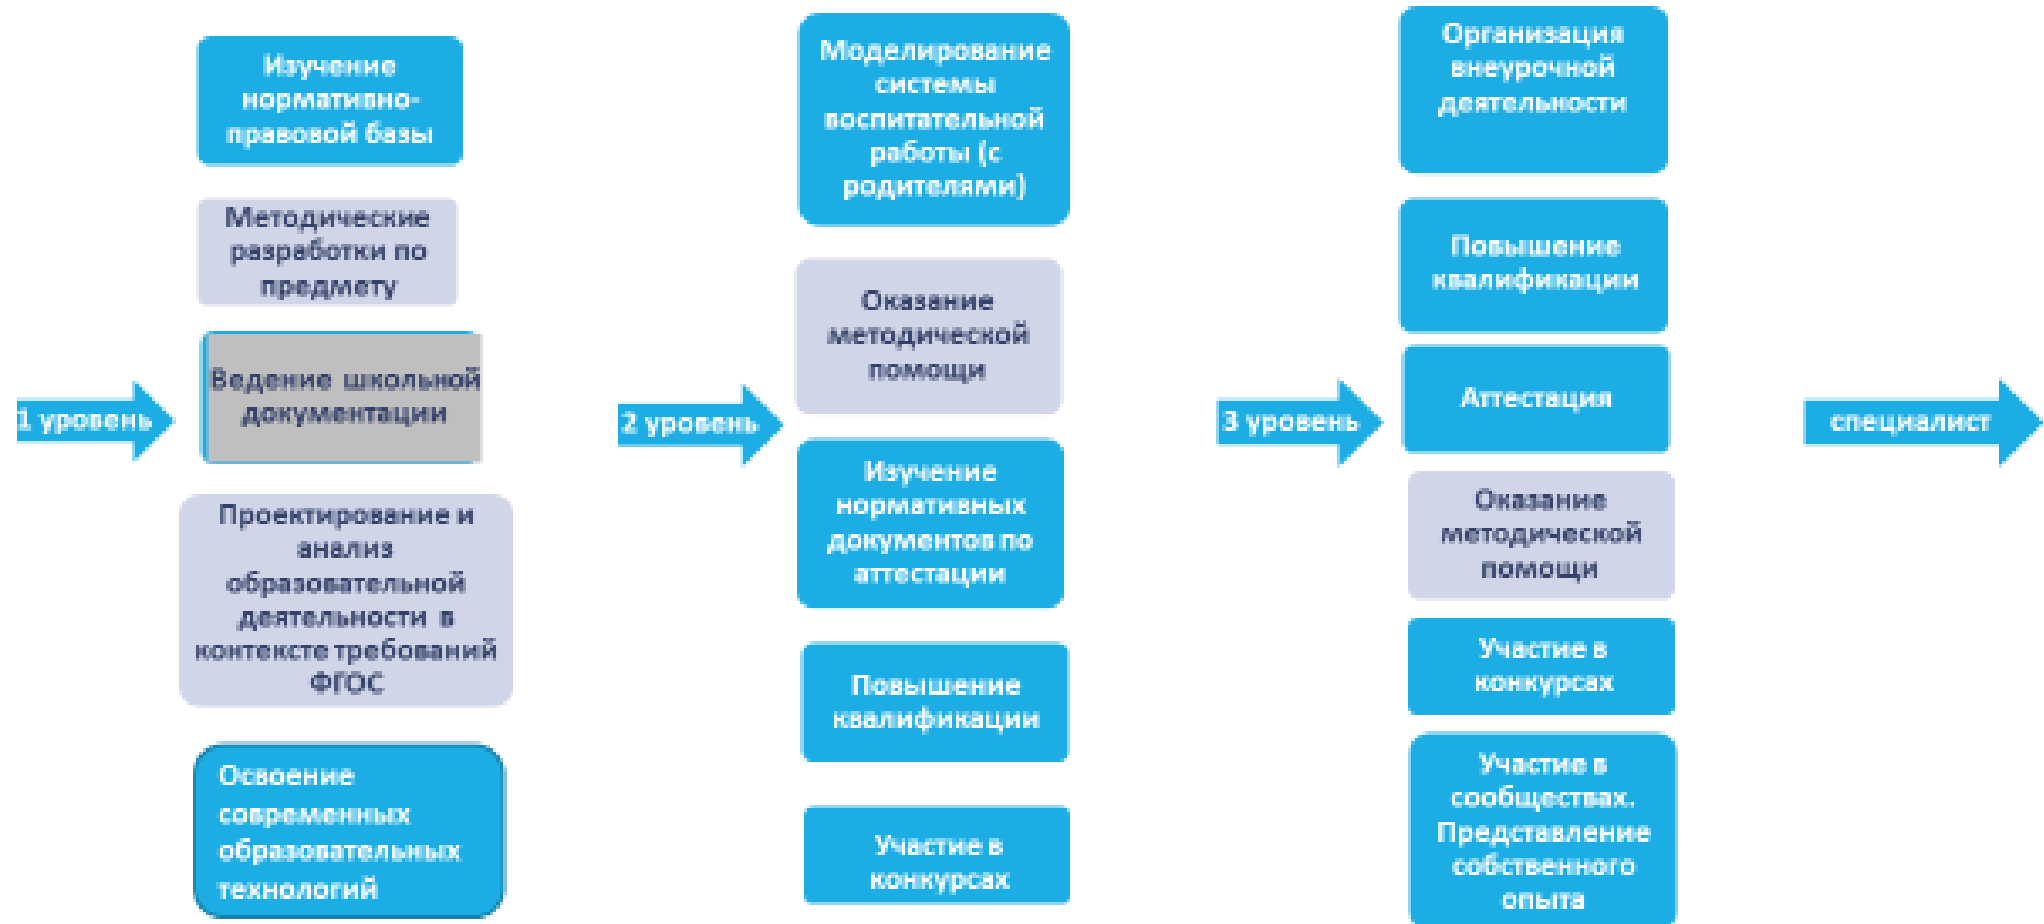 1 уровень
Изучение
нормативно-
правовой базы
Методические
разработки по
предмету
Ведение школьной
документации
Проектирование и
анализ
образовательной
деятельности в
контексте требований
ФГОС
Освоение
современных
образовательных
технологий
2 уровень
Моделирование
системы
воспитательной
работы (с
родителями)
Оказание
методической
помощи
Изучение
нормативных
документов по
аттестации
Повышение
квалификации
Участие в
конкурсах
3 уровень
Организация
внеурочной
деятельности
Повышение
квалификации
Аттестация
Оказание
методической
помощи
Участие в
конкурсах
Участие в
сообществах.
Представление
собственного
опыта
специалист